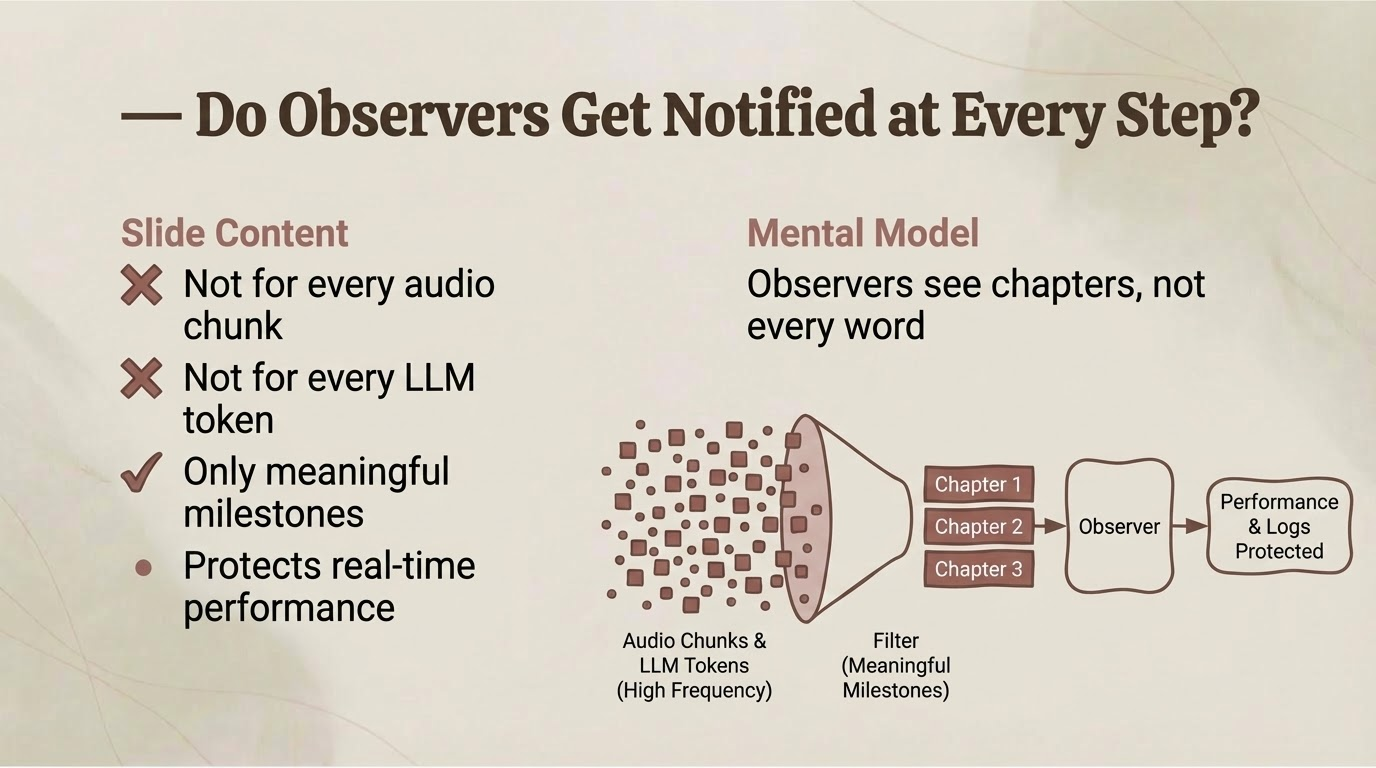 — Do Observers Get Notified at Every Step?
Slide Content
Not for every audio
chunk
Not for every LLM
token
Only meaningful
milestones
Protects real-time
performance
Mental Model
Observers see chapters, not
every word
Chapter 1
Chapter 2
Chapter 3
Observer
Performance
& Logs
Protected
Audio Chunks &
LLM Tokens
(High Frequency)
Filter
(Meaningful
Milestones)